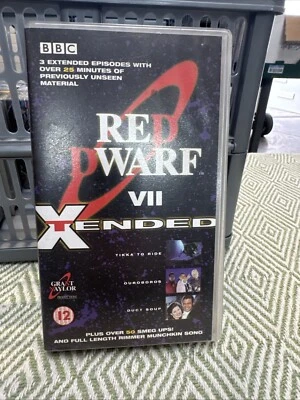 BBC
3 EXTENDED EPISODES WITH
OVER 25 MINUTES OF
PREVIOUSLY UNSEEN
MATERIAL
RED
DWARF
VII
XTENDED
TIKKA TO RIDE
OUROBOROS
DUCT SOUP
GRANT
NAYLOR
12
PLUS OVER 50 SMEG UPS!
AND FULL LENGTH RIMMER MUNCHKIN SONG